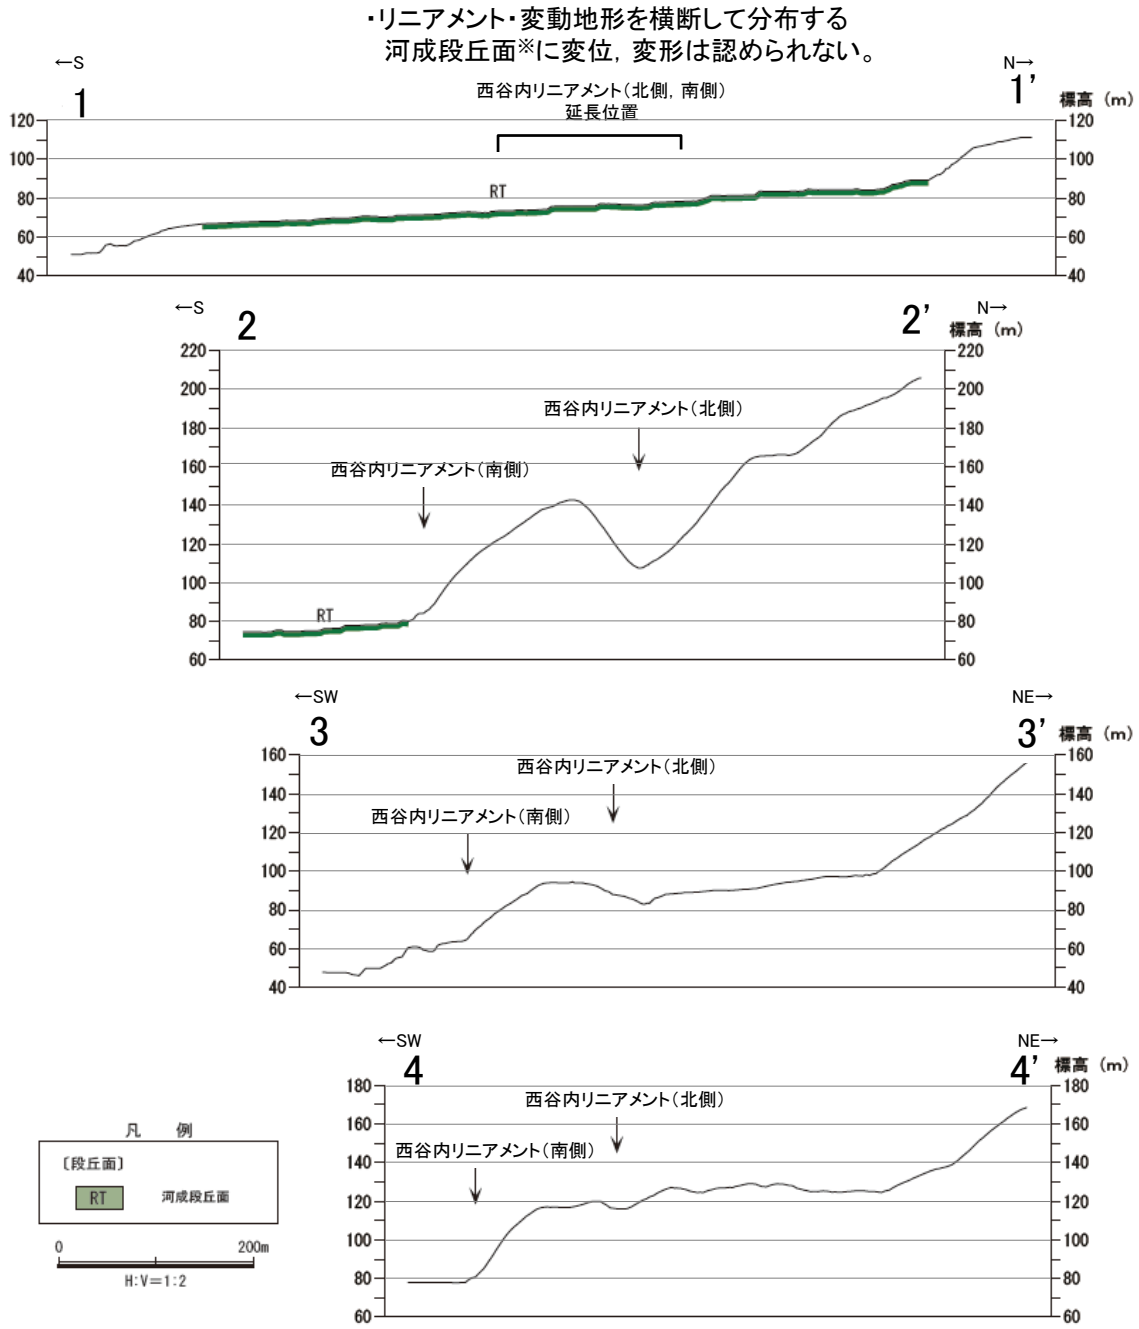 ・リニアメント・変動地形を横断して分布する
河成段丘面※に変位，変形は認められない。
←S
N→
1
1'
標高 (m)
西谷内リニアメント(北側，南側)
延長位置
120
120
100
100
80
80
RT
60
60
40
40
←S
N→
2
2'
標高 (m)
220
220
200
200
西谷内リニアメント(北側)
180
180
西谷内リニアメント(南側)
160
160
140
140
120
120
100
100
80
80
RT
60
60
←SW
NE→
3
3'
標高 (m)
160
160
西谷内リニアメント(北側)
140
140
西谷内リニアメント(南側)
120
120
100
100
80
80
60
60
40
40
←SW
NE→
4
4'
標高 (m)
180
180
西谷内リニアメント(北側)
160
160
西谷内リニアメント(南側)
140
140
120
120
100
100
80
80
60
60
凡 例
〔段丘面〕
RT 河成段丘面
0 200m
H:V=1:2